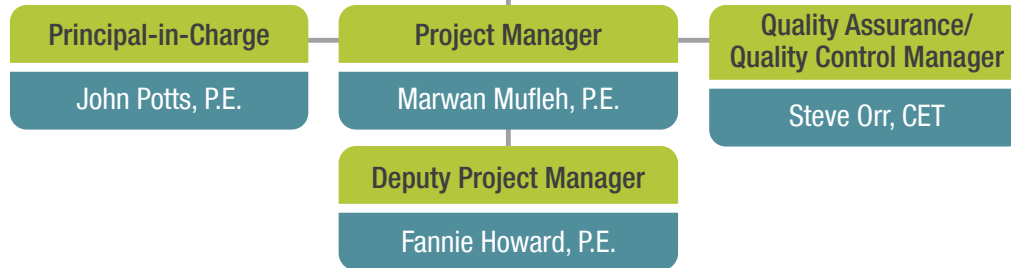 Principal-in-Charge
John Potts, P.E.
Project Manager
Marwan Mufleh, P.E.
Quality Assurance/
Quality Control Manager
Steve Orr, CET
Deputy Project Manager
Fannie Howard, P.E.